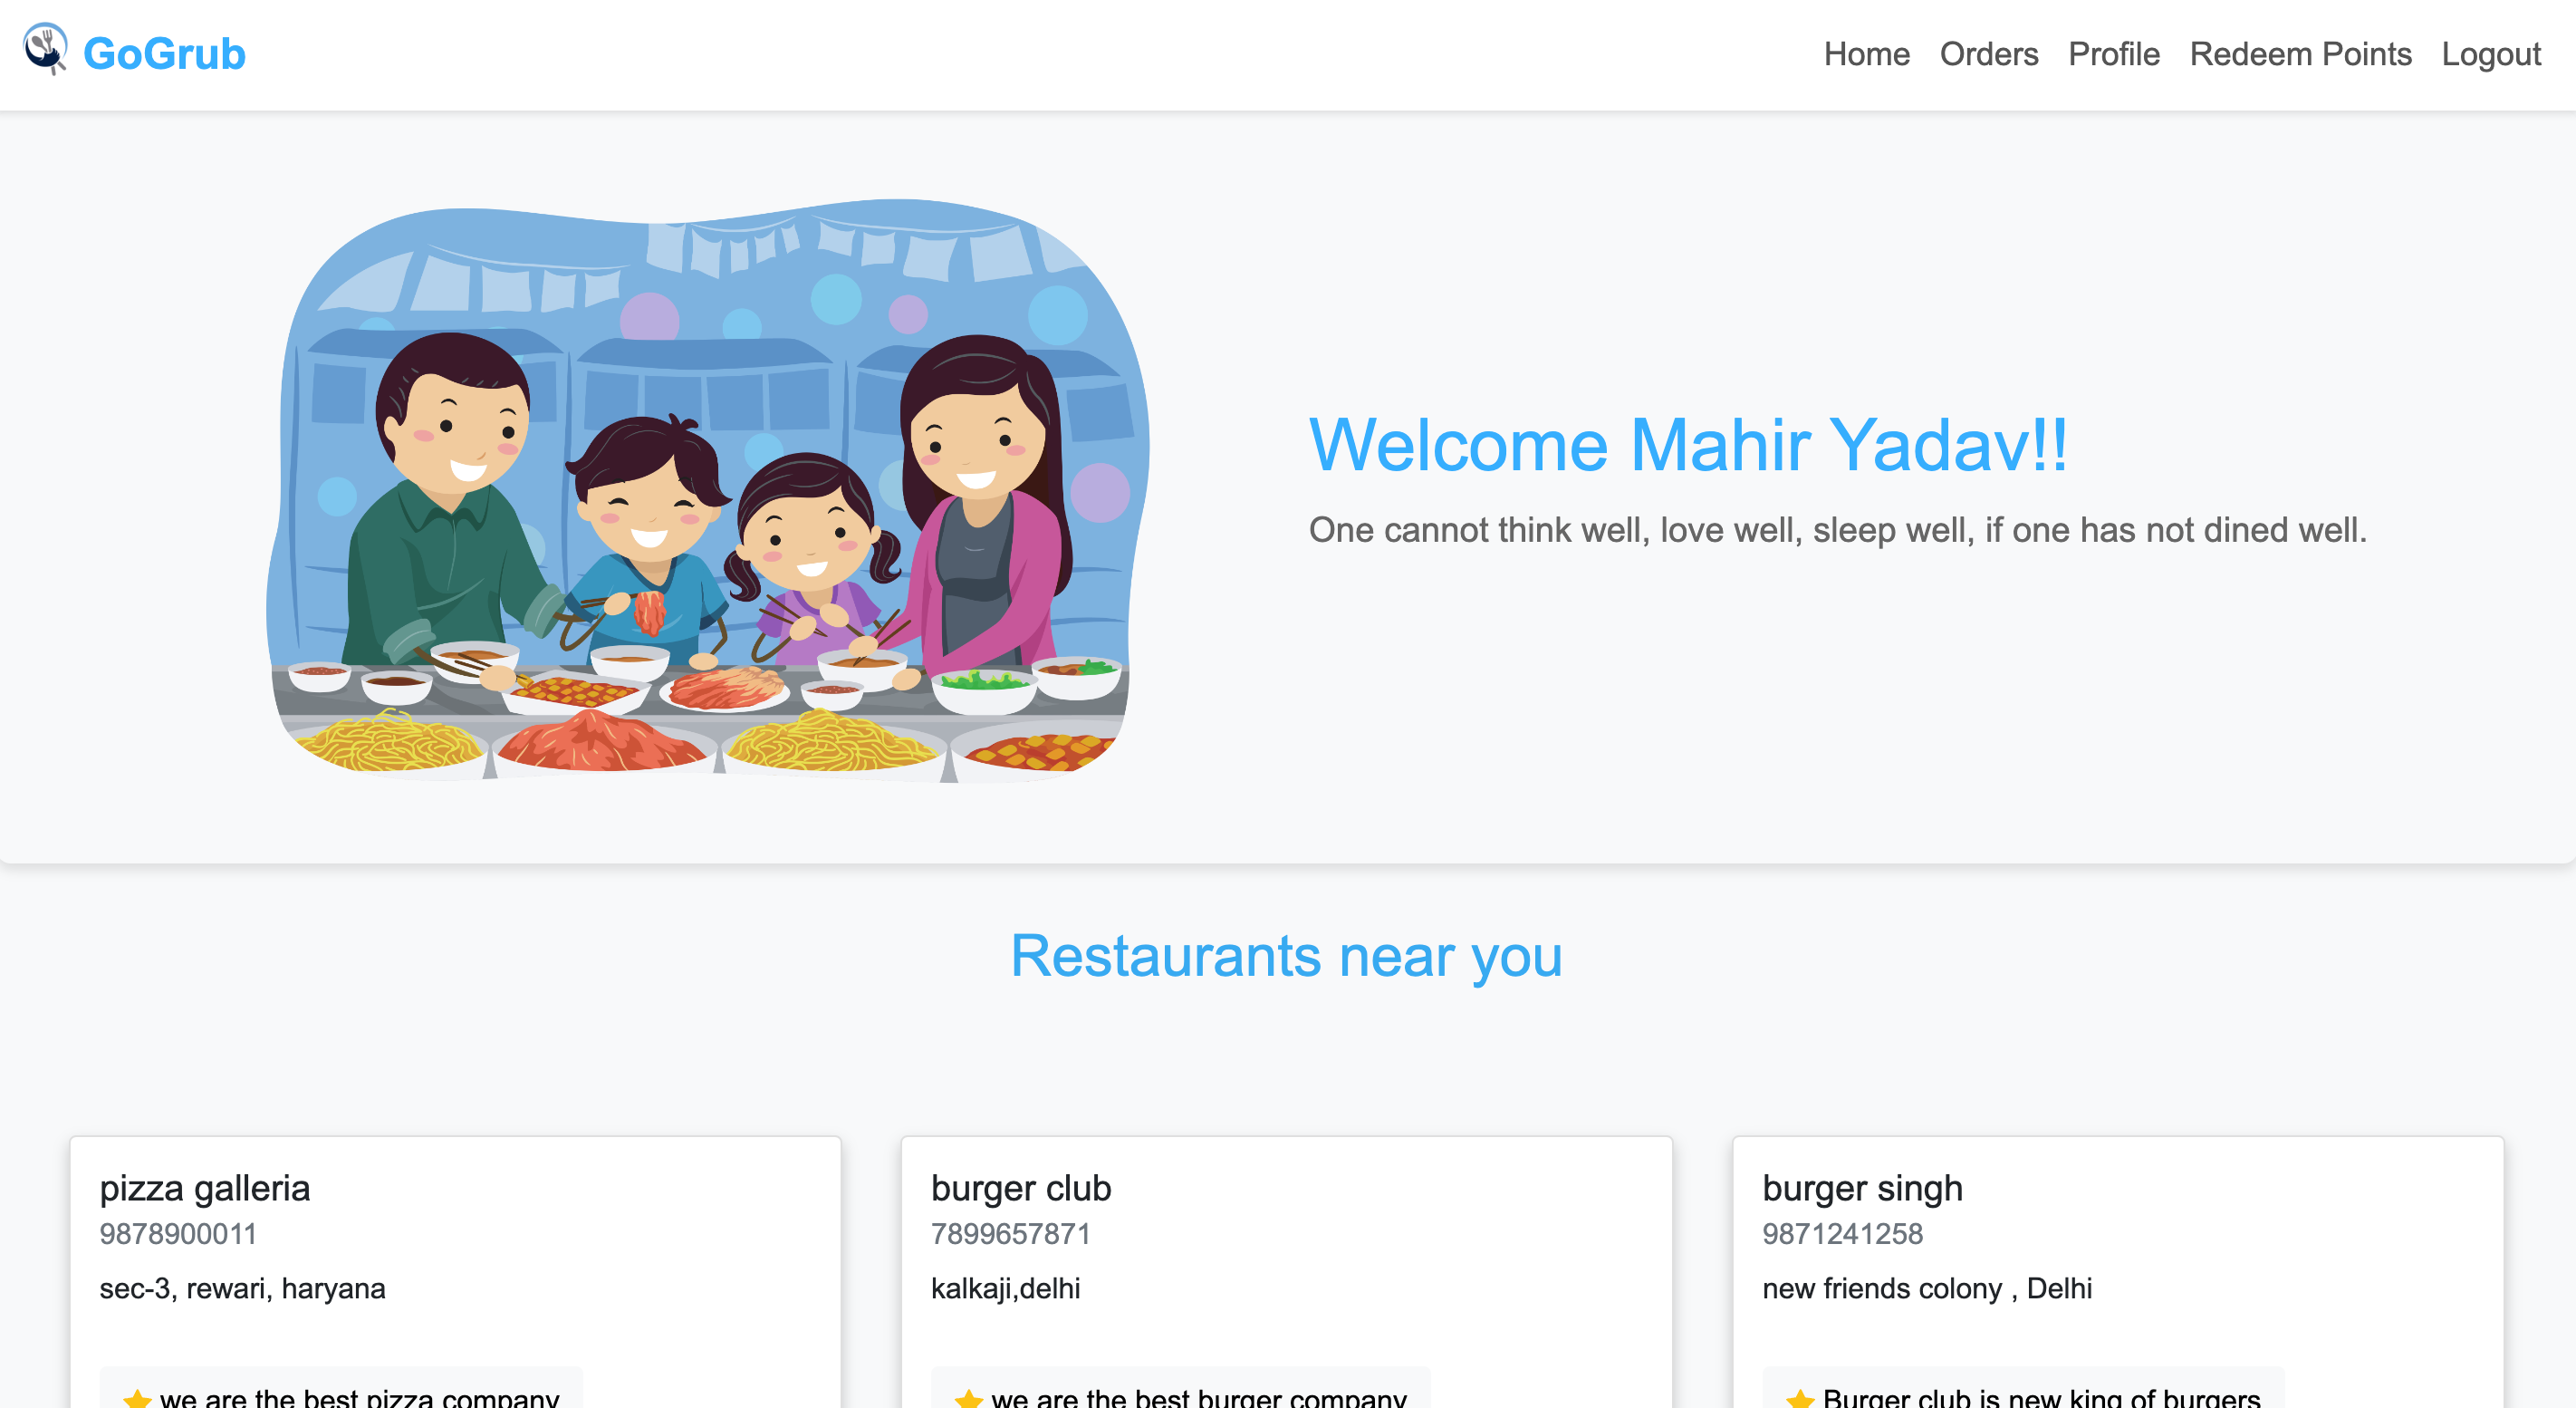 GoGrub
Home Orders Profile Redeem Points Logout
Welcome Mahir Yadav!!
One cannot think well, love well, sleep well, if one has not dined well.
Restaurants near you
pizza galleria
9878900011
sec-3, rewari, haryana
we are the best pizza company
burger club
7899657871
kalkaji,delhi
we are the best burger company
burger singh
9871241258
new friends colony , Delhi
Burger club is new king of burgers